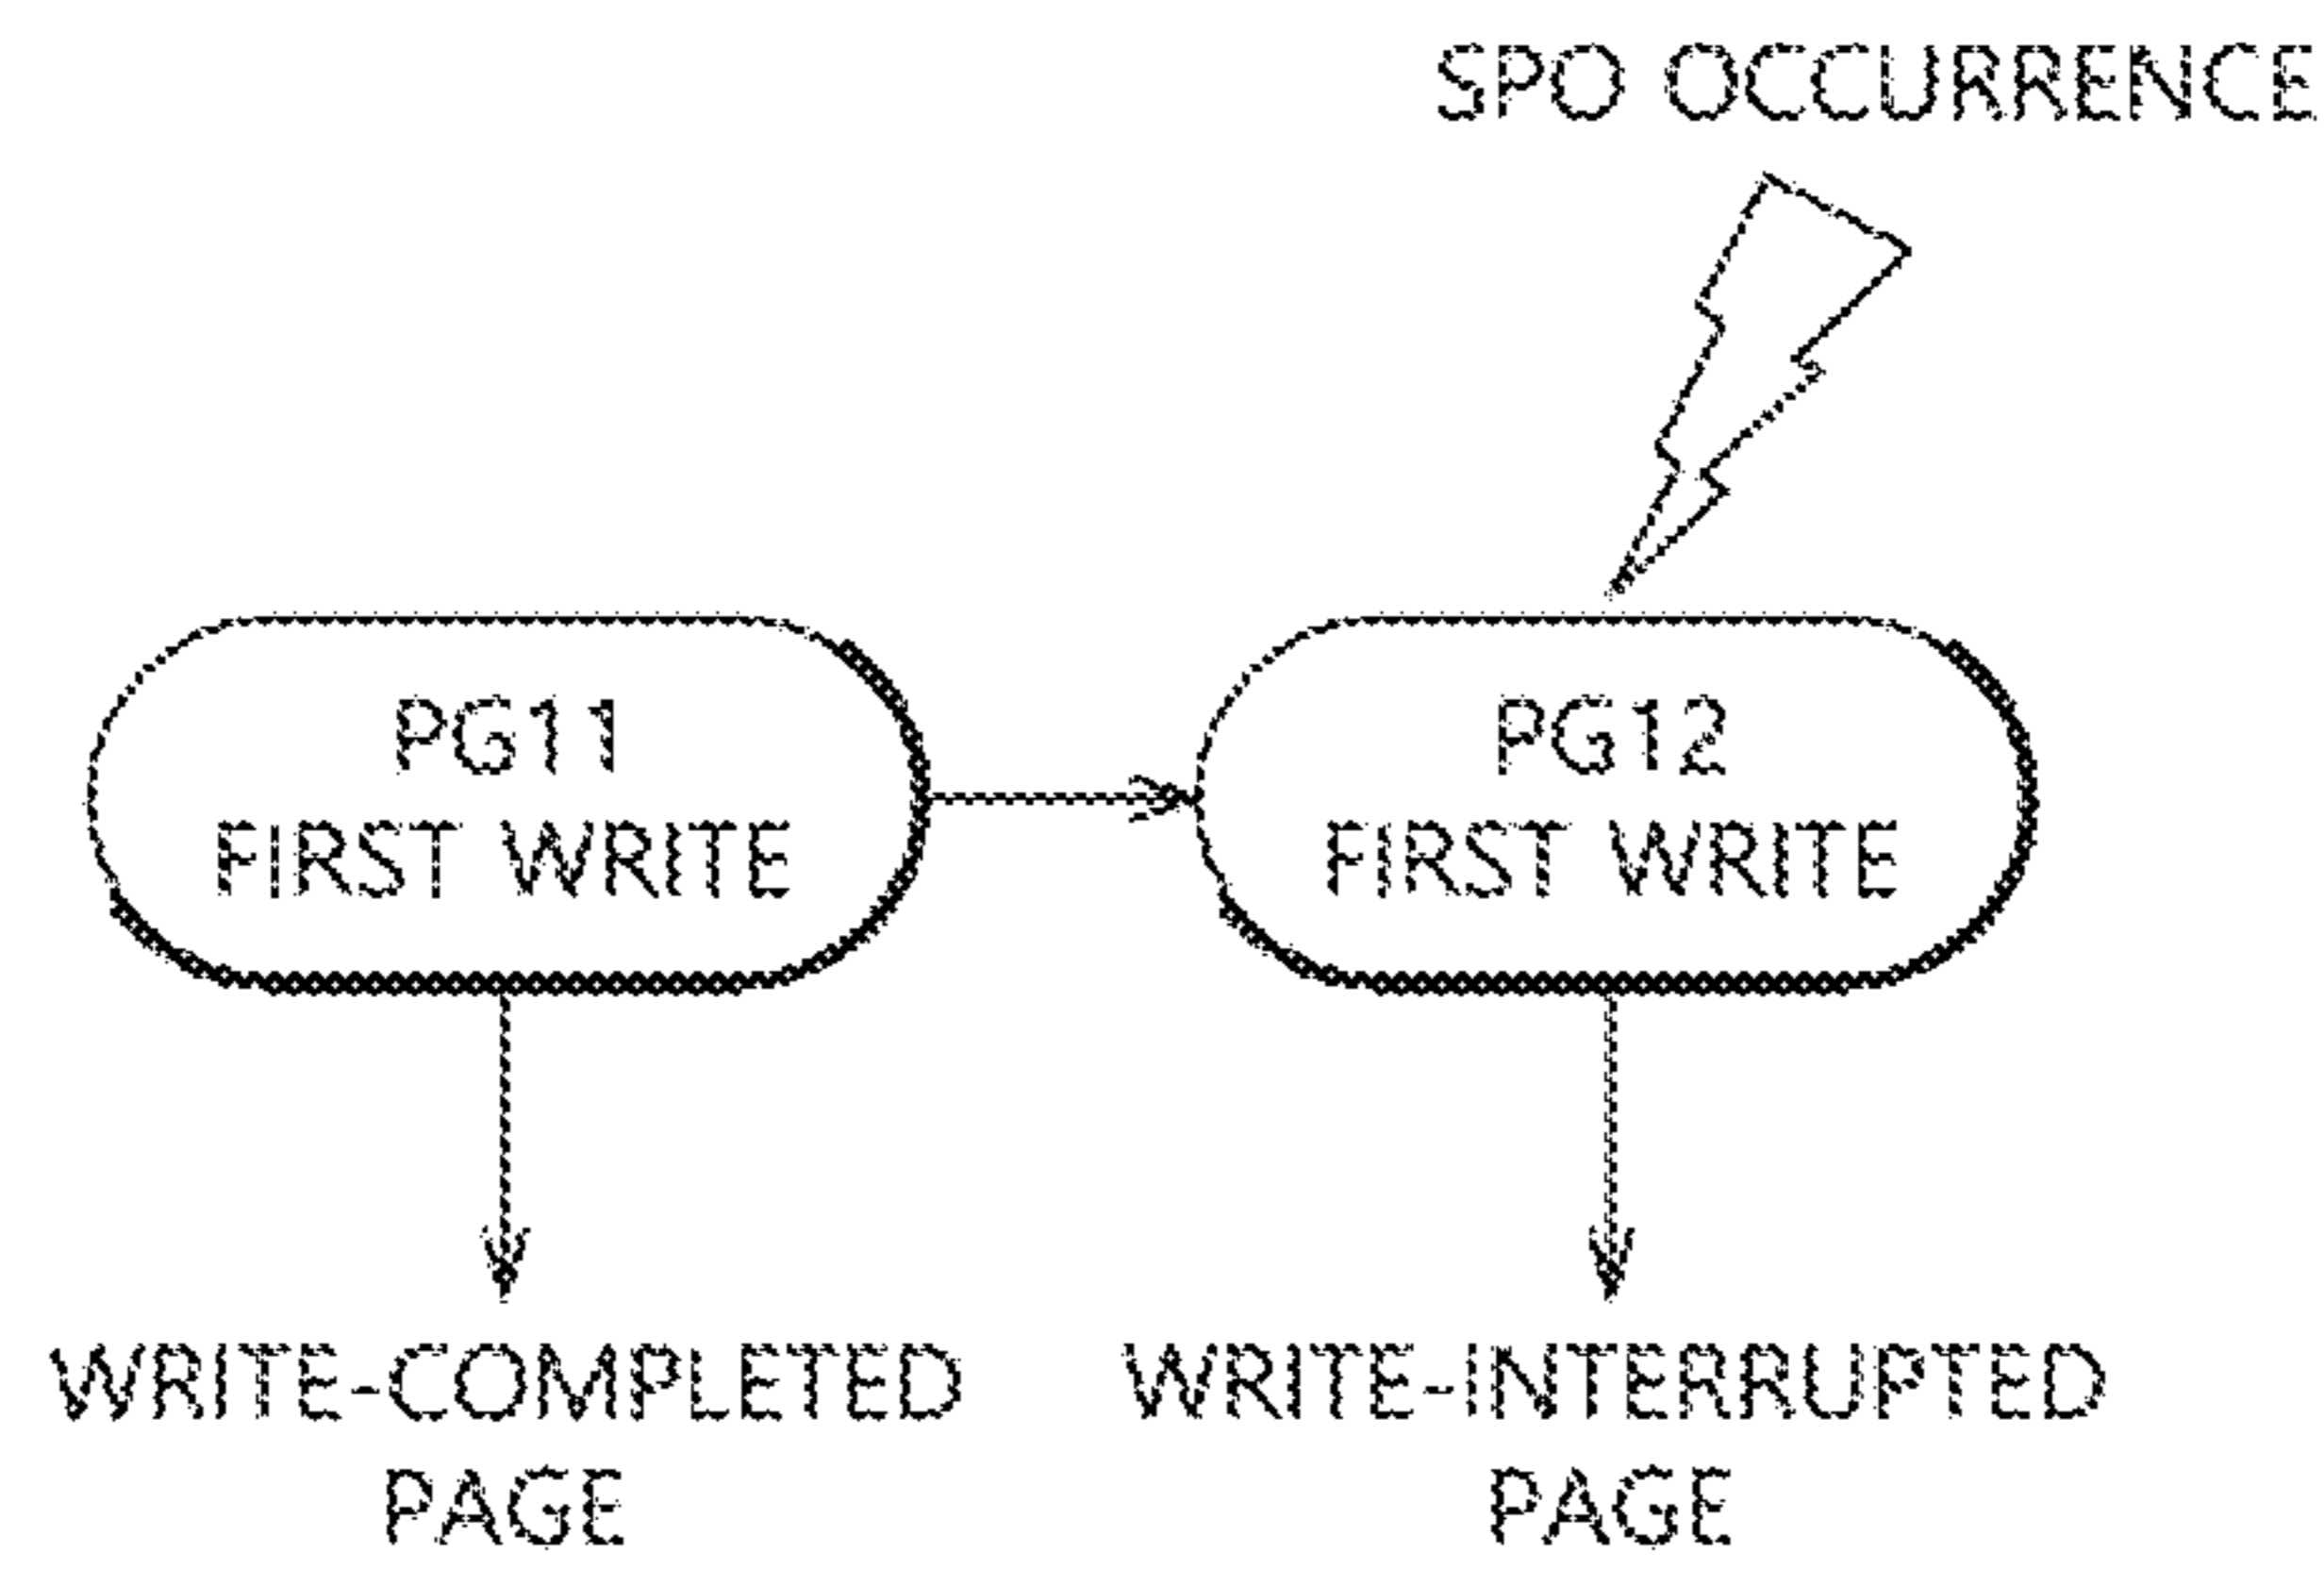 SPO OCCURRENCE
PG11
FIRST WRITE
PG12
FIRST WRITE
WRITE-COMPLETED
PAGE
WRITE-INTERRUPTED
PAGE